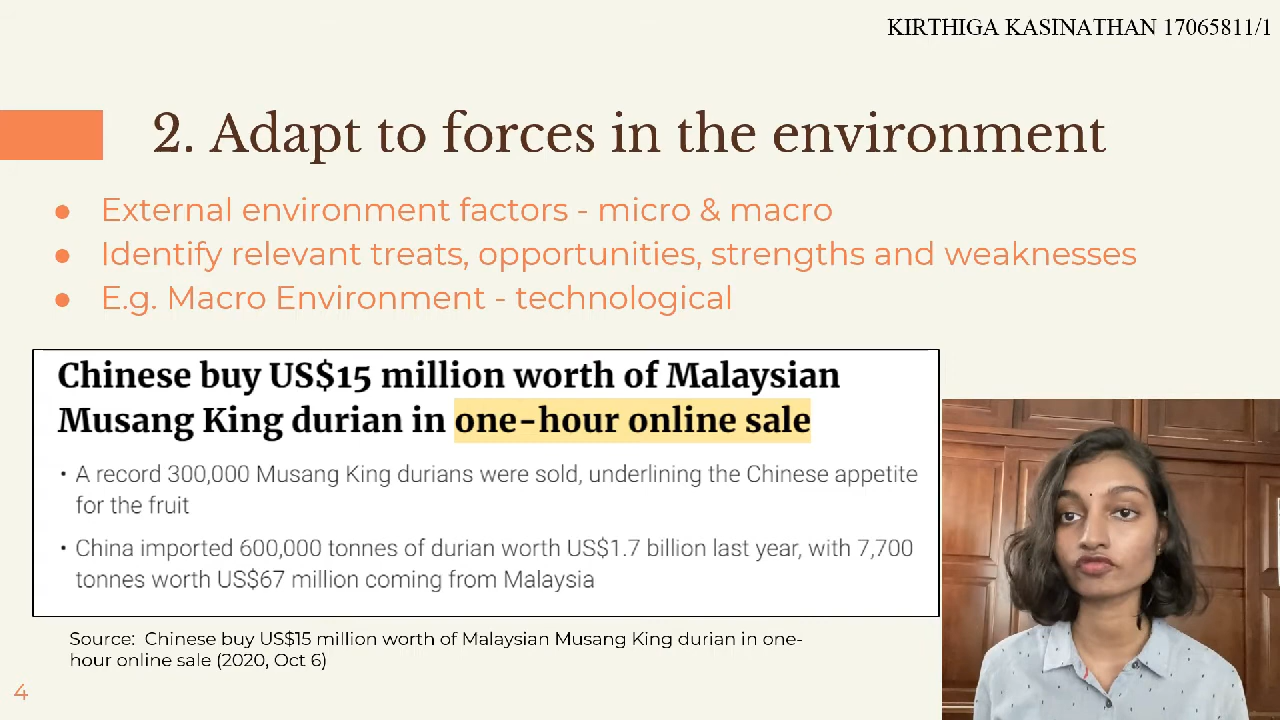 KIRTHIGA KASINATHAN 17065811/1
2. Adapt to forces in the environment
● External environment factors - micro & macro
● Identify relevant treats, opportunities, strengths and weaknesses
● E.g. Macro Environment - technological
Chinese buy US$15 million worth of Malaysian
Musang King durian in one-hour online sale
• A record 300,000 Musang King durians were sold, underlining the Chinese appetite
for the fruit
• China imported 600,000 tonnes of durian worth US$1.7 billion last year, with 7,700
tonnes worth US$67 million coming from Malaysia
Source: Chinese buy US$15 million worth of Malaysian Musang King durian in one-
hour online sale (2020, Oct 6)
4